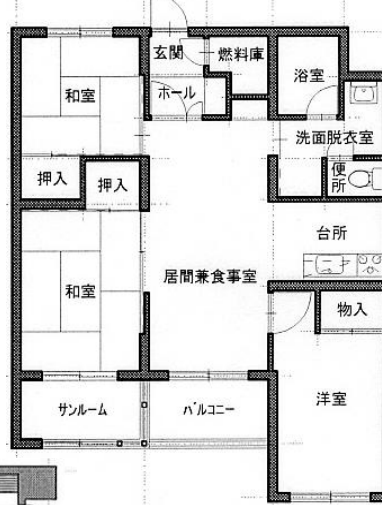 玄関
燃料庫
浴室
和室
ホール
洗面脱衣室
押入
押入
便所
台所
和室
居間兼食事室
物入
洋室
サンルーム
バルコニー